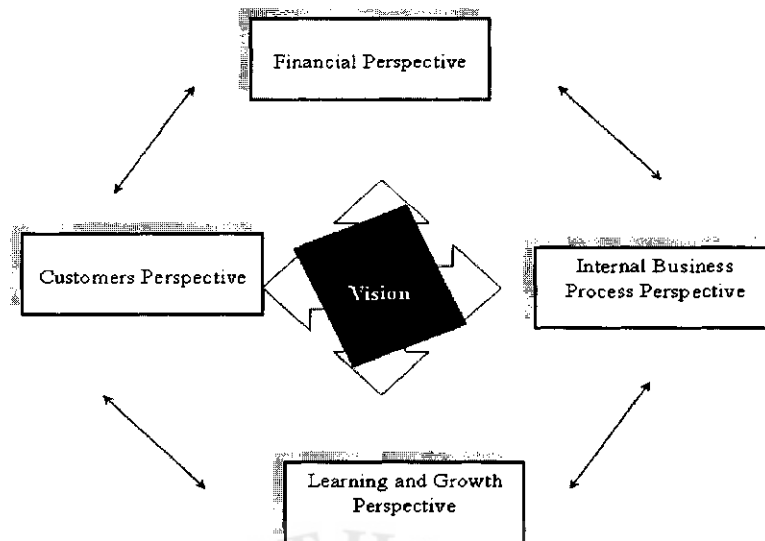 Financial Perspective
Customers Perspective
Vision
Internal Business
Process Perspective
Learning and Growth
Perspective